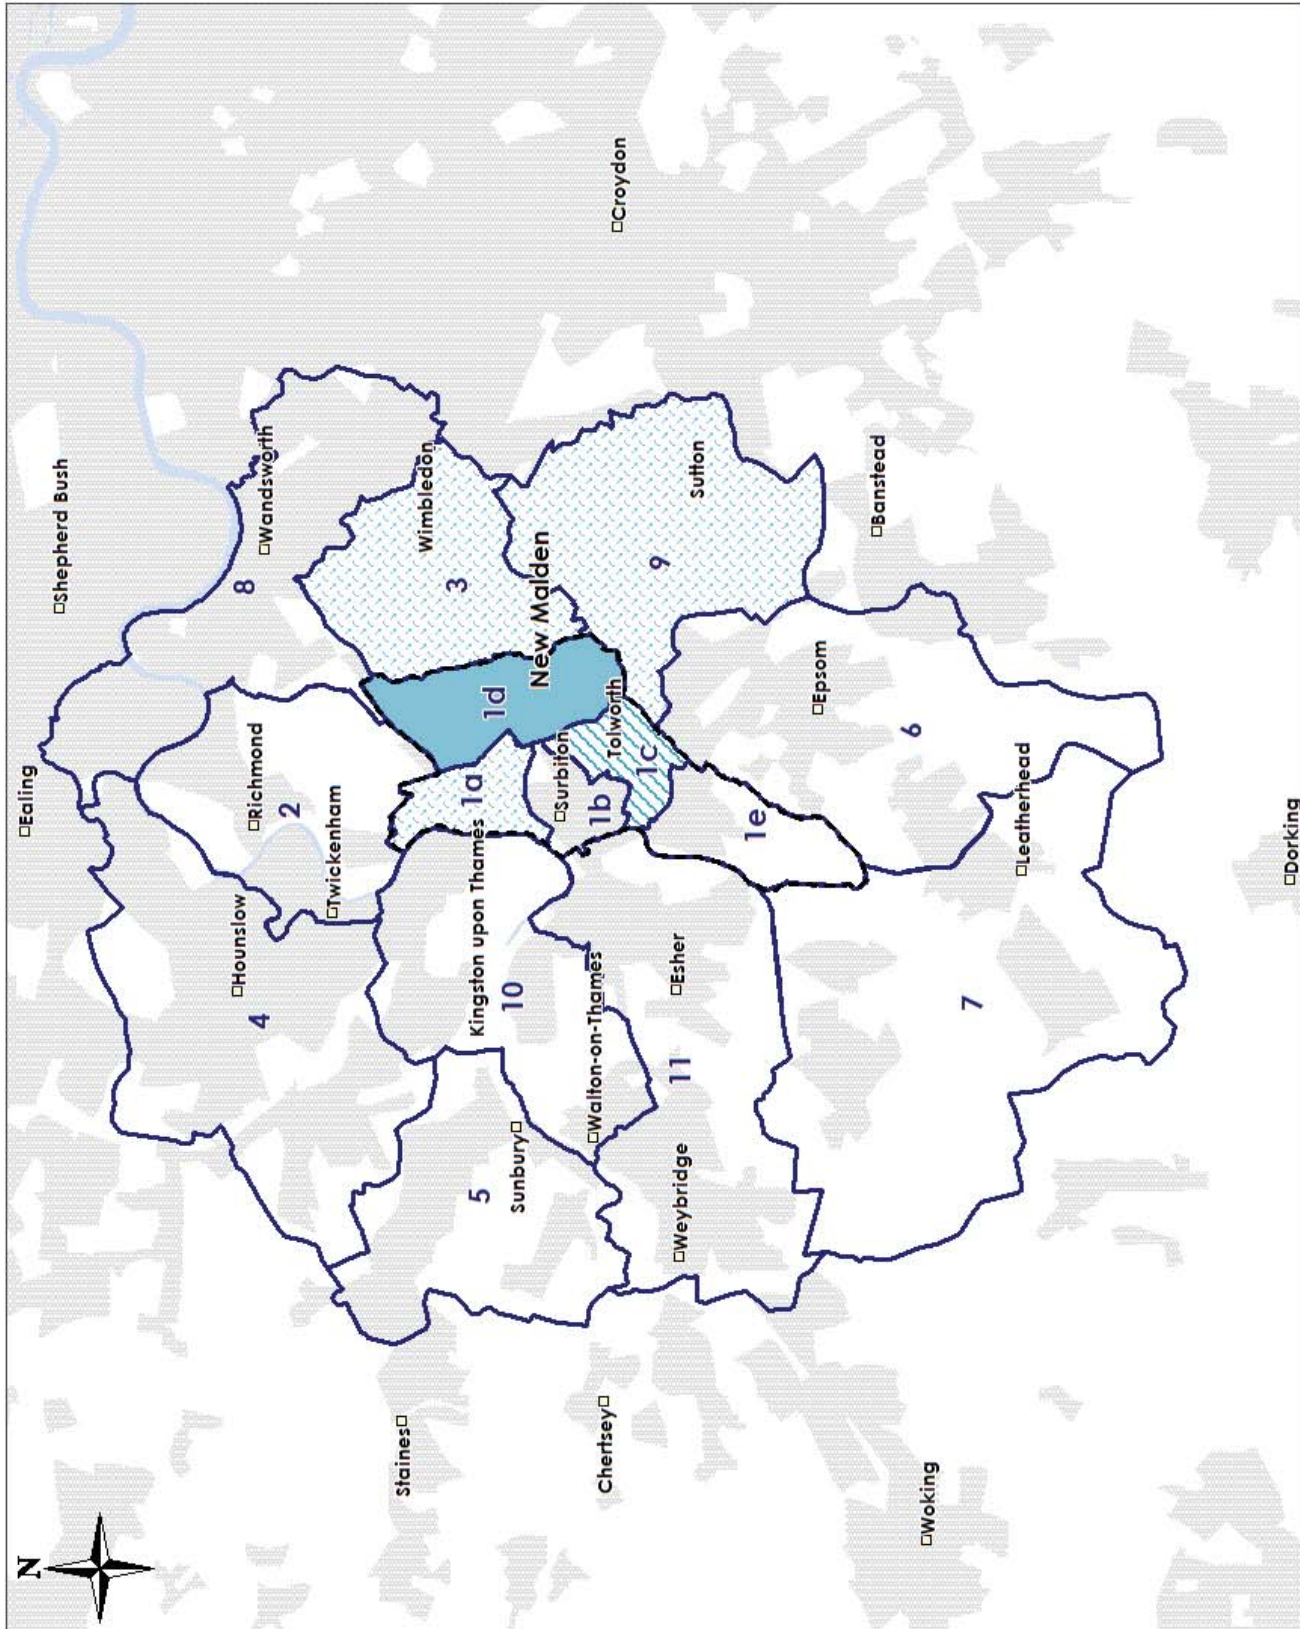 N
Ealing
Shepherd Bush
Richmond
2
Hounslow
4
Twickenham
8
Wandsworth
Staines
Kingston upon Thames
10
1a
1d
3
Wimbledon
New Malden
5
Sunbury
Surbiton
1b
Tolworth
1c
9
Sutton
Croydon
Chertsey
Walton-on-Thames
Esher
11
Weybridge
1e
Epsom
6
Banstead
Woking
7
Leatherhead
Dorking